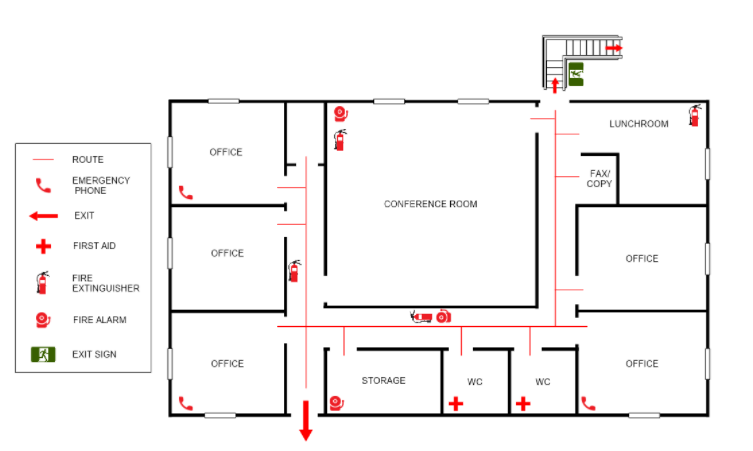 LUNCHROOM
OFFICE
ROUTE
FAX/
COPY
EMERGENCY
PHONE
CONFERENCE ROOM
EXIT
FIRST AID
OFFICE
OFFICE
FIRE
EXTINGUISHER
FIRE ALARM
EXIT SIGN
OFFICE
OFFICE
STORAGE
WC
WC